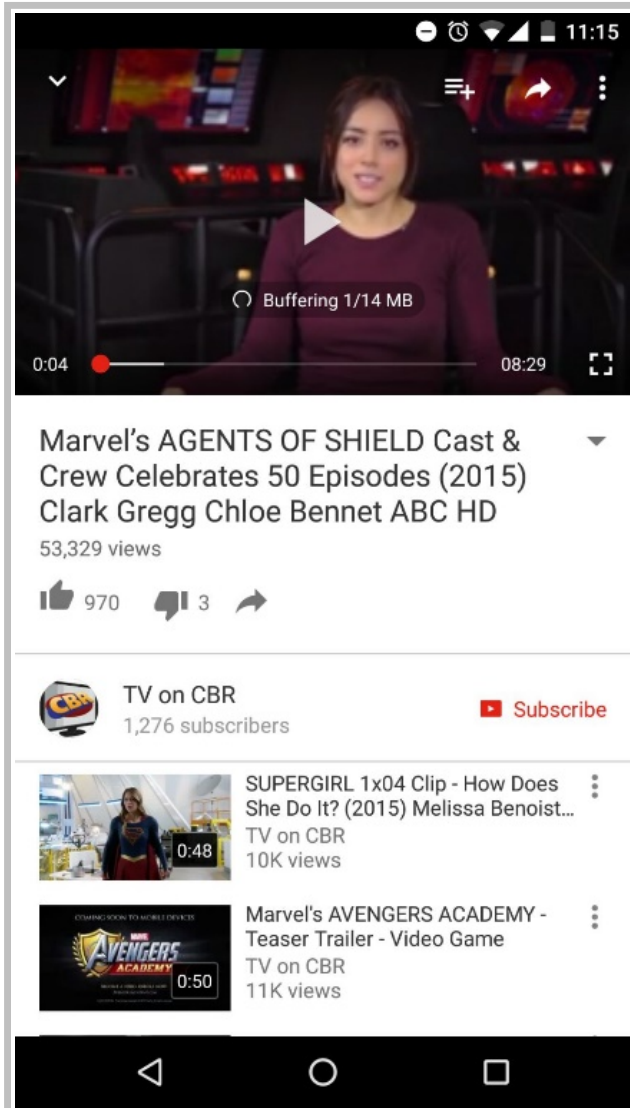 11:15
Buffering 1/14 MB
0:04
08:29
Marvel’s AGENTS OF SHIELD Cast &
Crew Celebrates 50 Episodes (2015)
Clark Gregg Chloe Bennet ABC HD
53,329 views
970
3
CBR
TV on CBR
1,276 subscribers
Subscribe
SUPERGIRL 1x04 Clip - How Does
She Do It? (2015) Melissa Benoist...
TV on CBR
10K views
0:48
COMING SOON TO MOBILE DEVICES
MARVEL
AVENGERS
ACADEMY
0:50
Marvel's AVENGERS ACADEMY -
Teaser Trailer - Video Game
TV on CBR
11K views